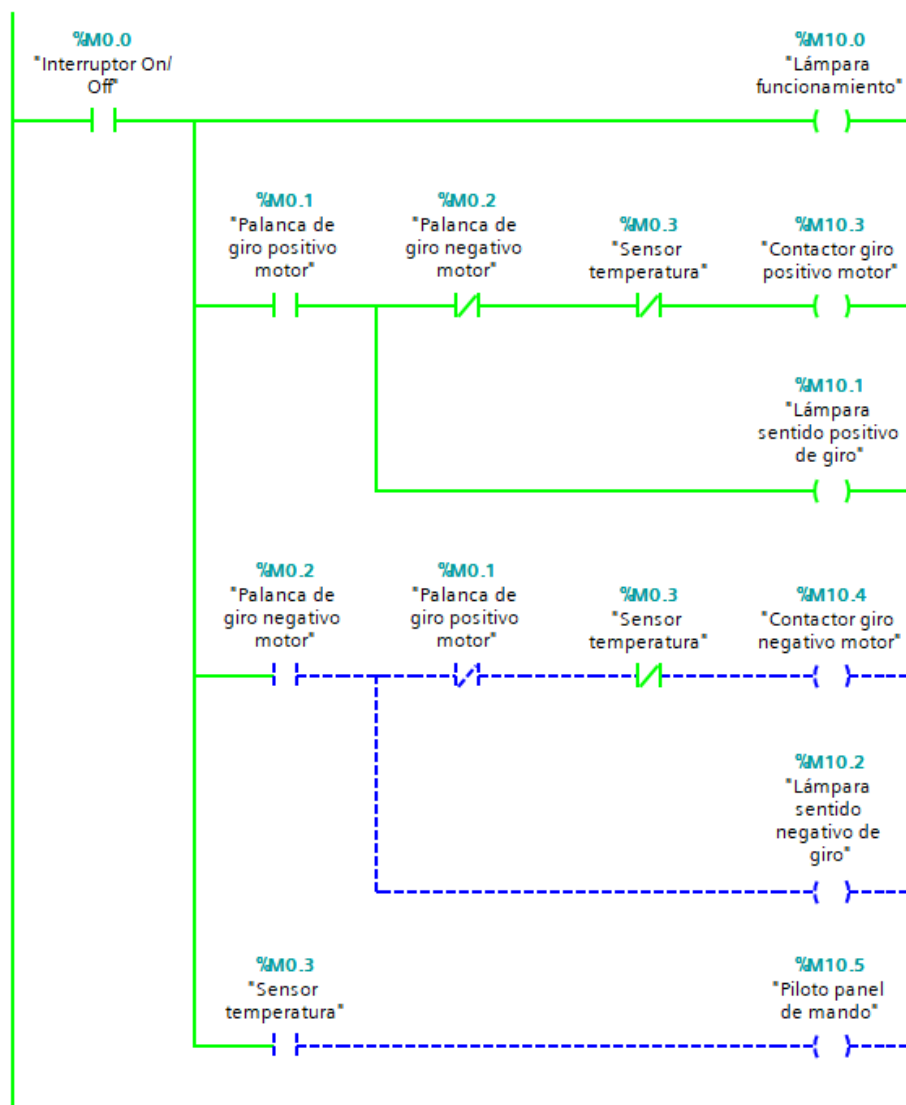 %M0.0
"Interruptor On/
Off"
%M10.0
"Lámpara
funcionamiento"
%M0.1
"Palanca de
giro positivo
motor"
%M0.2
"Palanca de
giro negativo
motor"
%M0.3
"Sensor
temperatura"
%M10.3
"Contactor giro
positivo motor"
%M10.1
"Lámpara
sentido positivo
de giro"
%M0.2
"Palanca de
giro negativo
motor"
%M0.1
"Palanca de
giro positivo
motor"
%M0.3
"Sensor
temperatura"
%M10.4
"Contactor giro
negativo motor"
%M10.2
"Lámpara
sentido
negativo de
giro"
%M0.3
"Sensor
temperatura"
%M10.5
"Piloto panel
de mando"